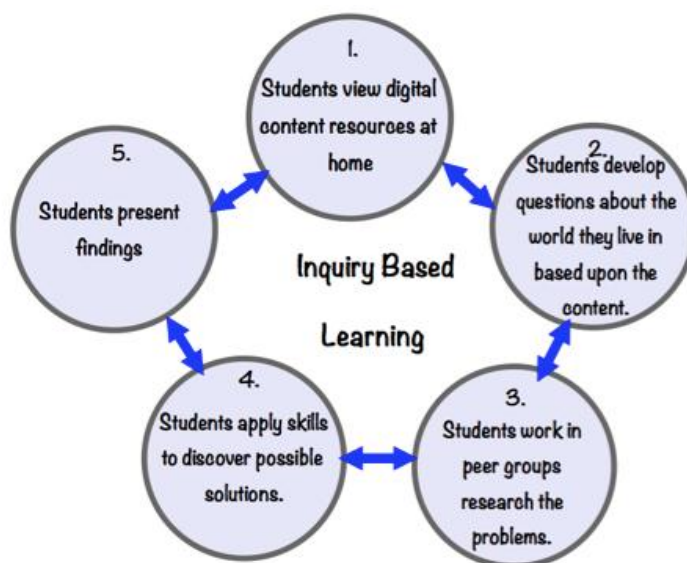 1.
Students view digital
content resources at
home
2.
Students develop
questions about the
world they live in
based upon the
content.
3.
Students work in
peer groups
research the
problems.
4.
Students apply skills
to discover possible
solutions.
5.
Students present
findings
Inquiry Based
Learning